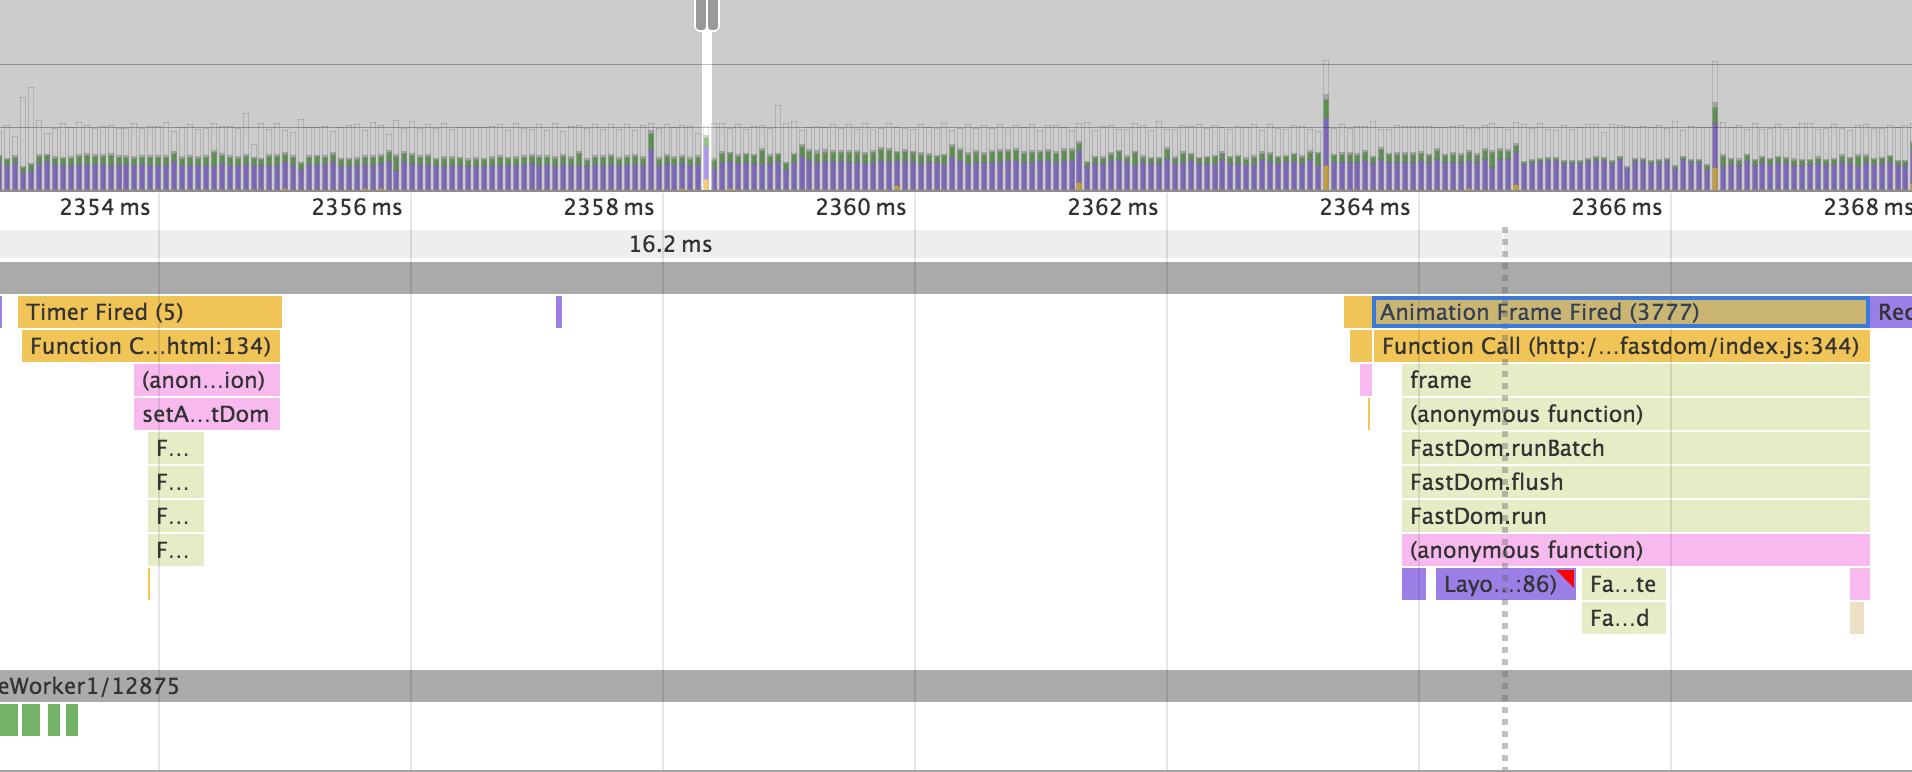 2354 ms 2356 ms 2358 ms 2360 ms 2362 ms 2364 ms 2366 ms 2368 ms
16.2 ms
Timer Fired (5) Animation Frame Fired (3777) Rec
Function C...html:134) Function Call (http:/...fastdom/index.js:344)
(anon...ion) frame
setA...tDom (anonymous function)
F... FastDom.runBatch
F... FastDom.flush
F... FastDom.run
F... (anonymous function)
Layo...:86) Fa...te
Fa...d
eWorker1/12875